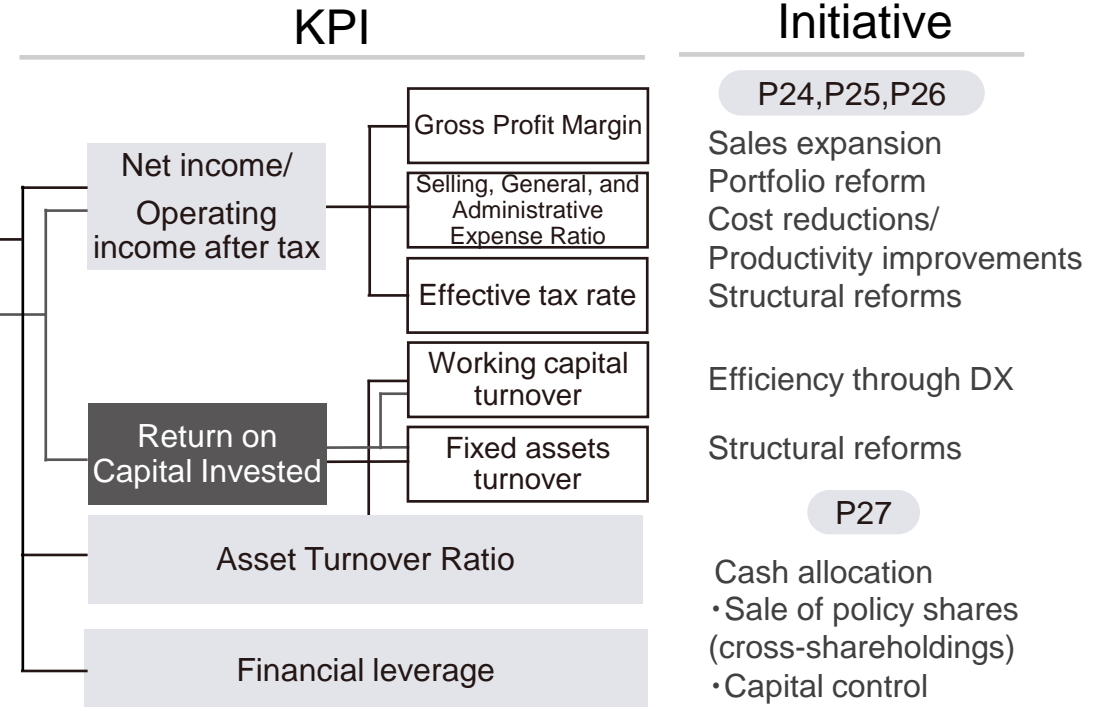 KPI
Initiative
Net income/
Operating
income after tax
Return on
Capital Invested
Asset Turnover Ratio
Financial leverage
Gross Profit Margin
Selling, General, and
Administrative
Expense Ratio
Effective tax rate
Working capital
turnover
Fixed assets
turnover
P24,P25,P26
Sales expansion
Portfolio reform
Cost reductions/
Productivity improvements
Structural reforms
Efficiency through DX
Structural reforms
P27
Cash allocation
・Sale of policy shares
(cross-shareholdings)
・Capital control